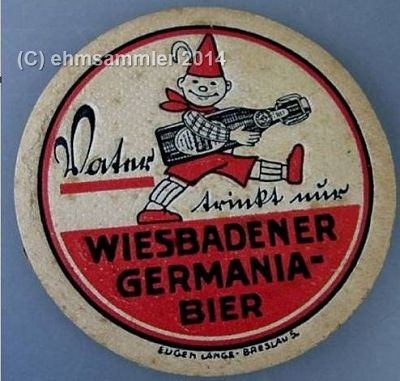 (C) ehmsammler 2014
Vater
trinkt nur
WIESBADENER
GERMANIA-
BIER
EUGEN LANGE - BRESLAU 5.